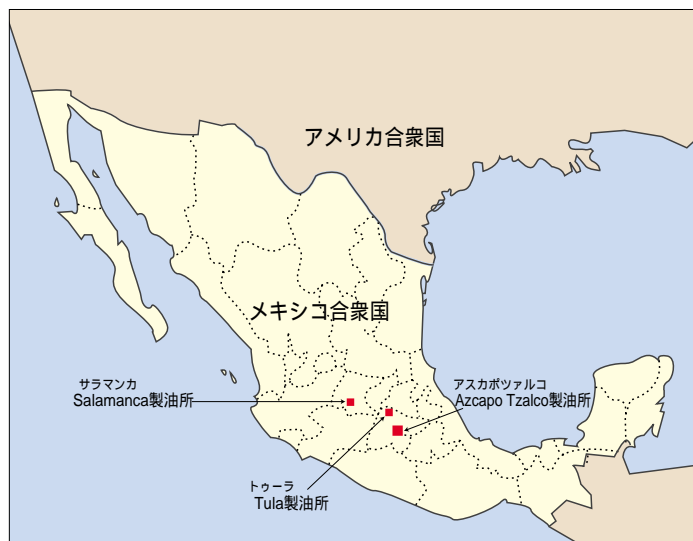 アメリカ合衆国
メキシコ合衆国
サラマンカ
Salamanca製油所
アスカポツァルコ
Azcapo Tzalco製油所
トゥーラ
Tula製油所